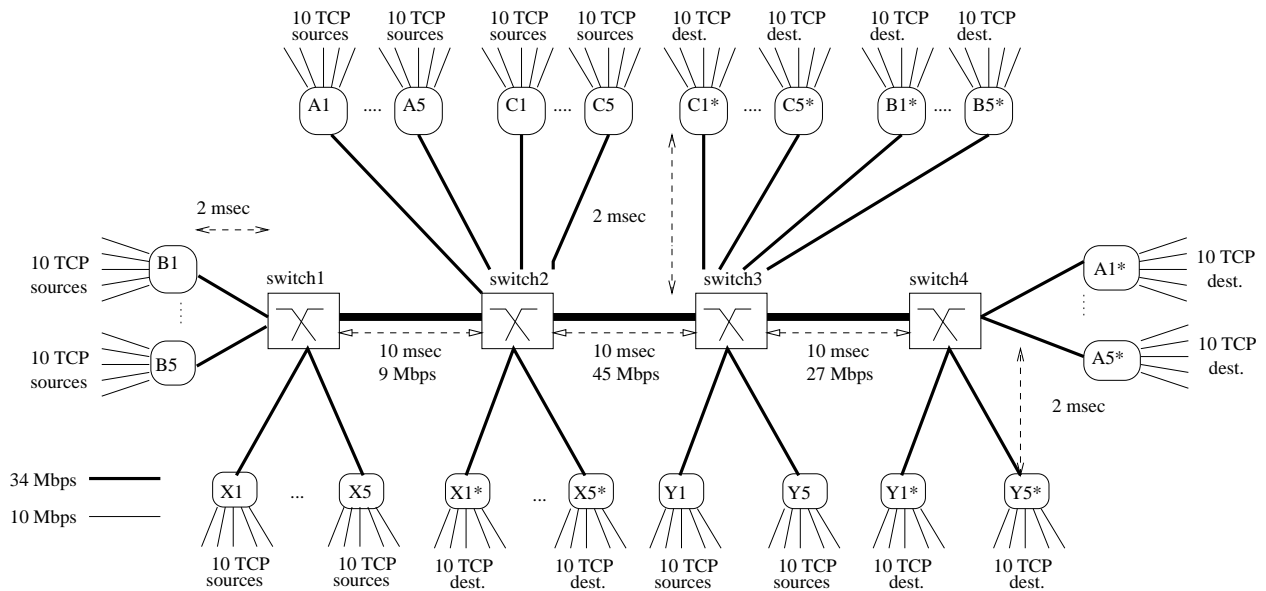 10 TCP
sources
10 TCP
sources
10 TCP
sources
10 TCP
sources
10 TCP
dest.
10 TCP
dest.
10 TCP
dest.
10 TCP
dest.
A1
....
A5
C1
....
C5
C1*
....
C5*
B1*
....
B5*
2 msec
2 msec
10 TCP
sources
B1
10 TCP
sources
B5
switch1
switch2
switch3
switch4
10 msec
9 Mbps
10 msec
45 Mbps
10 msec
27 Mbps
A1*
10 TCP
dest.
A5*
10 TCP
dest.
2 msec
34 Mbps
10 Mbps
X1
...
X5
X1*
...
X5*
Y1
Y5
Y1*
Y5*
10 TCP
sources
10 TCP
sources
10 TCP
dest.
10 TCP
dest.
10 TCP
sources
10 TCP
sources
10 TCP
dest.
10 TCP
dest.